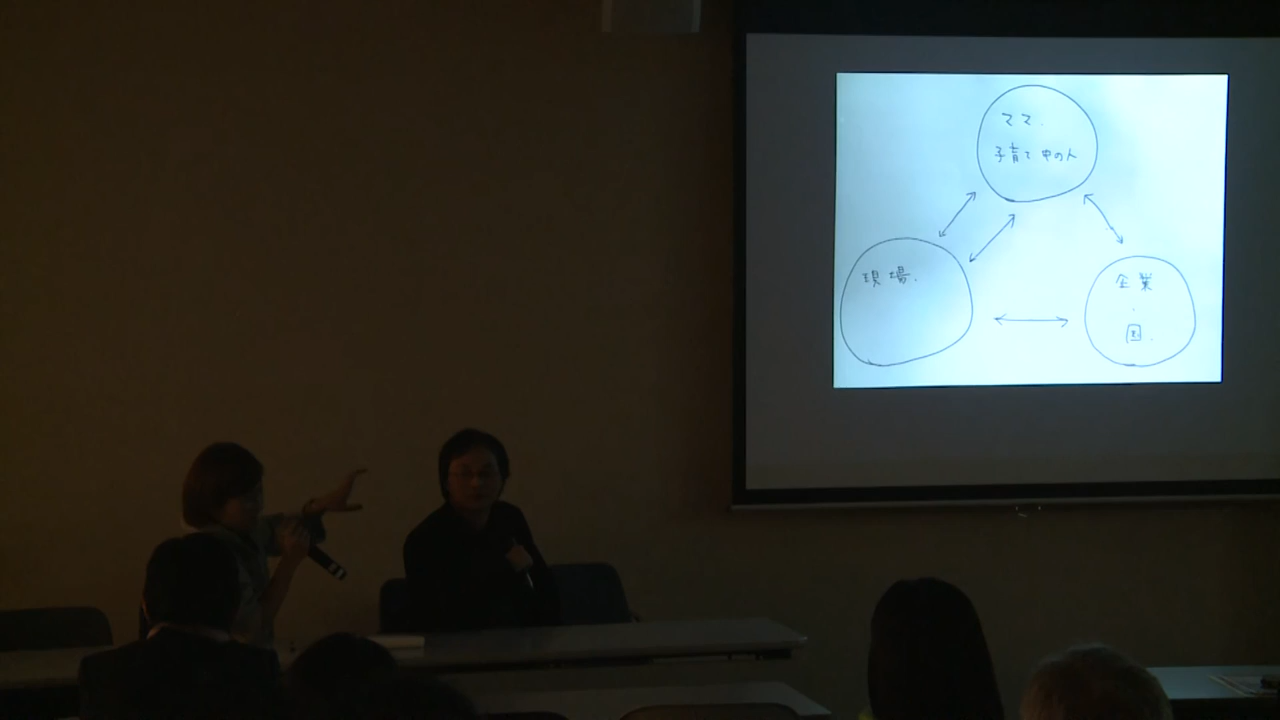 ママ.
子育て中の人
現場.
企業
・
国.